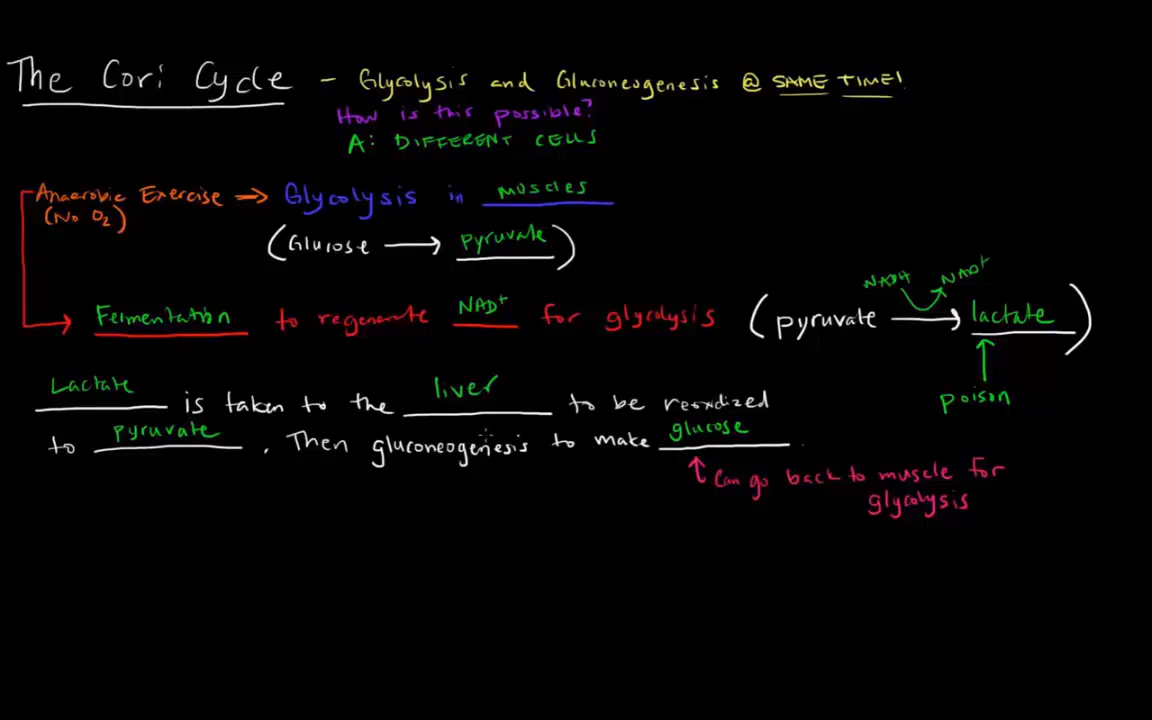 The Cori Cycle - Glycolysis and Gluconeogenesis @ SAME TIME!
How is this possible?
A: DIFFERENT CELLS
Anaerobic Exercise → Glycolysis in muscles
(No O2)
(Glucose → pyruvate)
NADH NAD+
Fermentation to regenerate NAD+ for glycolysis (pyruvate → lactate)
poison
Lactate is taken to the liver to be reoxidized
to pyruvate. Then gluconeogenesis to make glucose.
↑ Can go back to muscle for
glycolysis